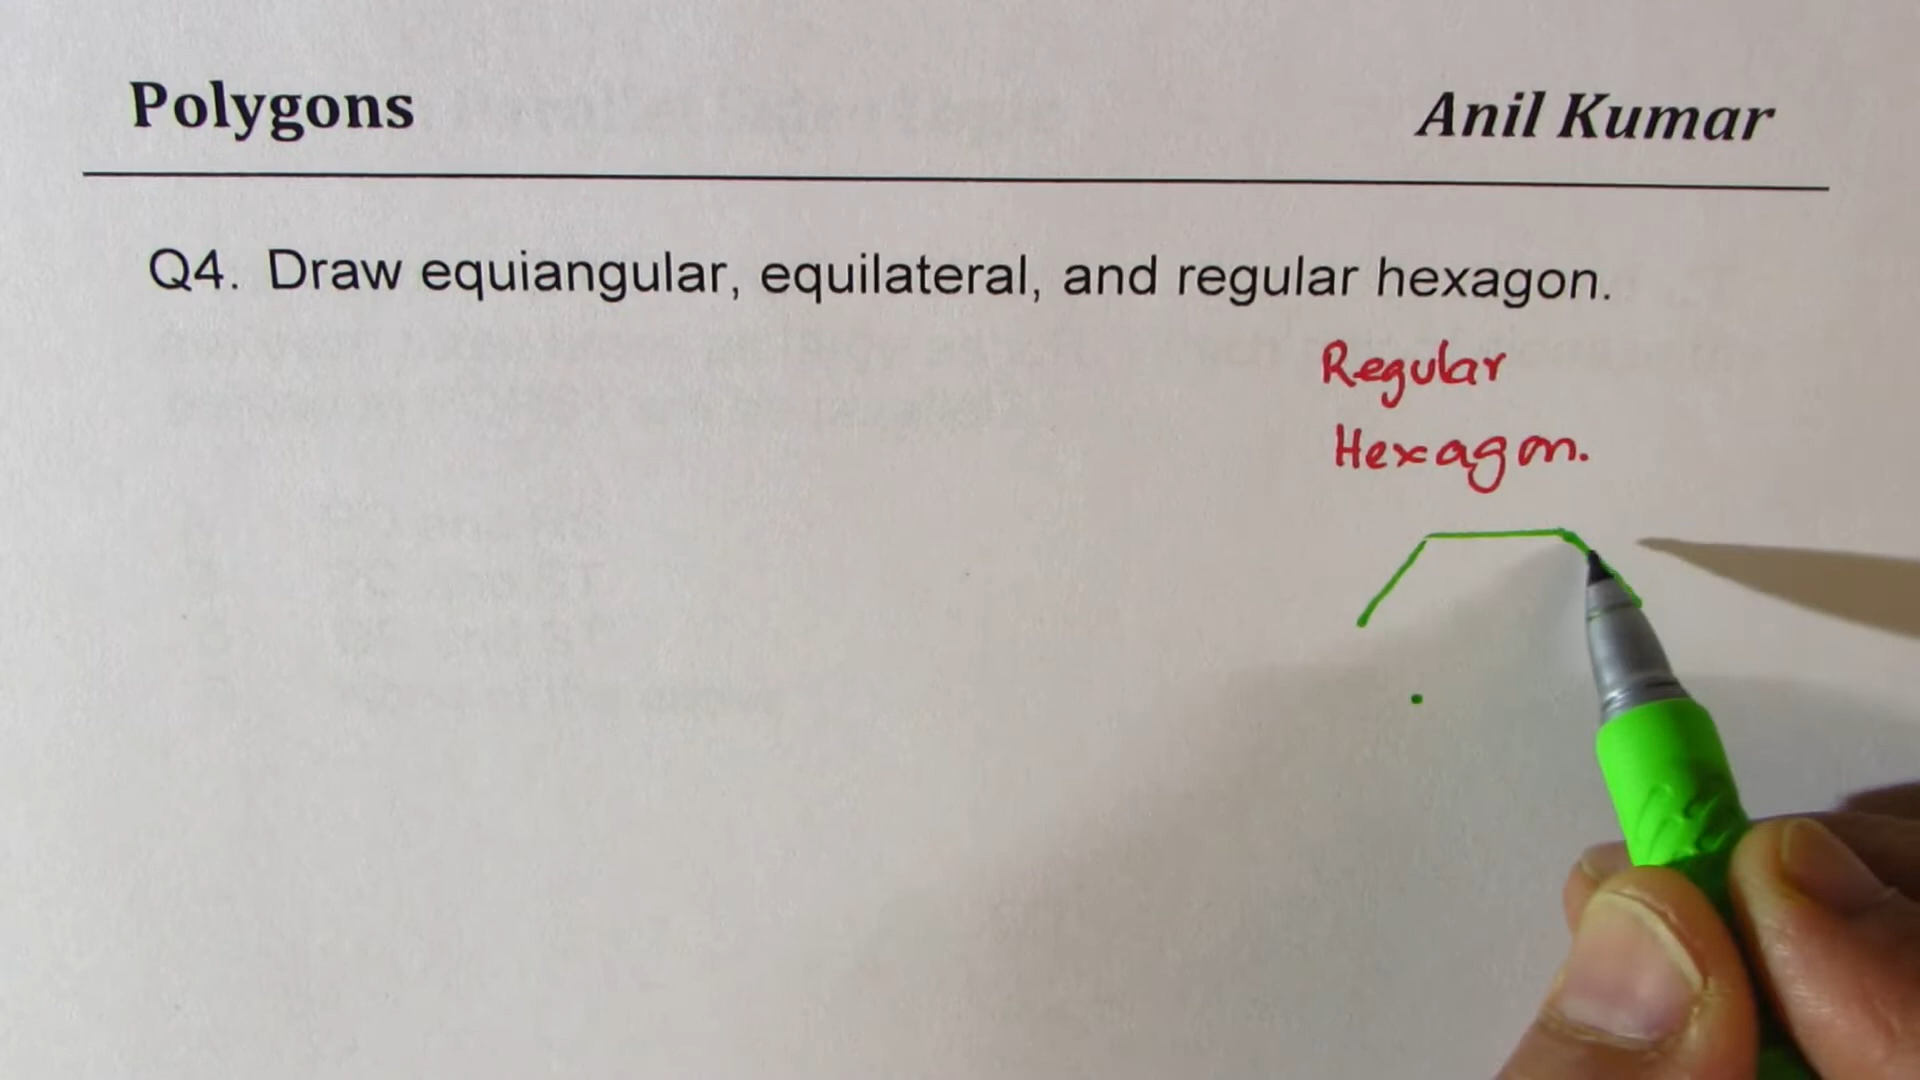 Polygons
Anil Kumar
Q4. Draw equiangular, equilateral, and regular hexagon.
Regular
Hexagon.